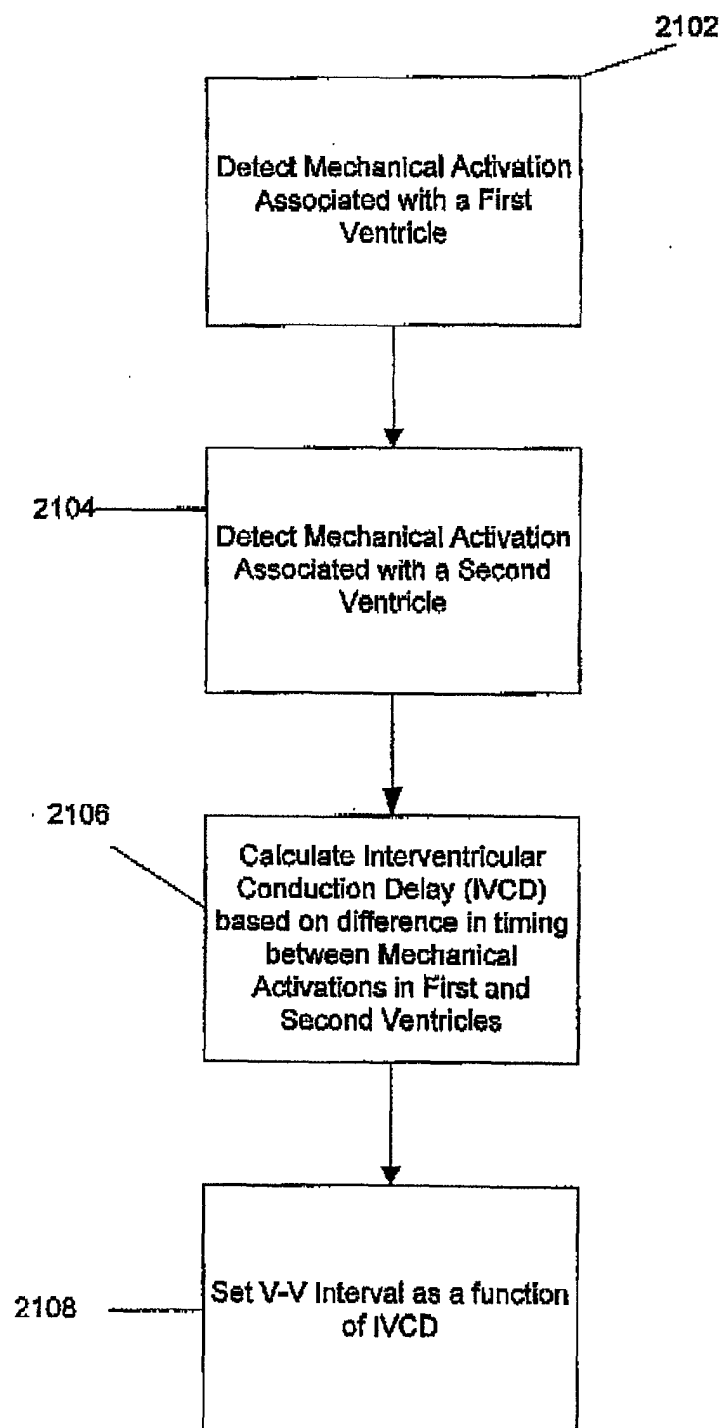 2102
Detect Mechanical Activation
Associated with a First
Ventricle
2104
Detect Mechanical Activation
Associated with a Second
Ventricle
2106
Calculate Interventricular
Conduction Delay (IVCD)
based on difference in timing
between Mechanical
Activations in First and
Second Ventricles
2108
Set V-V Interval as a function
of IVCD